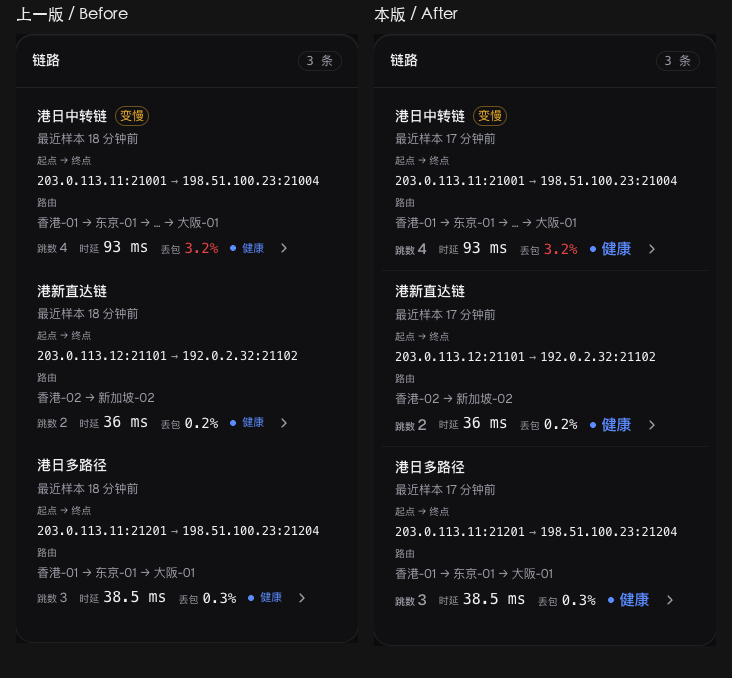 上一版 / Before
链路
3 条
港日中转链 变慢
最近样本 18 分钟前
起点 → 终点
203.0.113.11:21001 → 198.51.100.23:21004
路由
香港-01 → 东京-01 → … → 大阪-01
跳数 4 时延 93 ms 丢包 3.2% 健康
港新直达链
最近样本 18 分钟前
起点 → 终点
203.0.113.12:21101 → 192.0.2.32:21102
路由
香港-02 → 新加坡-02
跳数 2 时延 36 ms 丢包 0.2% 健康
港日多路径
最近样本 18 分钟前
起点 → 终点
203.0.113.11:21201 → 198.51.100.23:21204
路由
香港-01 → 东京-01 → 大阪-01
跳数 3 时延 38.5 ms 丢包 0.3% 健康
本版 / After
链路
3 条
港日中转链 变慢
最近样本 17 分钟前
起点 → 终点
203.0.113.11:21001 → 198.51.100.23:21004
路由
香港-01 → 东京-01 → … → 大阪-01
跳数 4 时延 93 ms 丢包 3.2% 健康
港新直达链
最近样本 17 分钟前
起点 → 终点
203.0.113.12:21101 → 192.0.2.32:21102
路由
香港-02 → 新加坡-02
跳数 2 时延 36 ms 丢包 0.2% 健康
港日多路径
最近样本 17 分钟前
起点 → 终点
203.0.113.11:21201 → 198.51.100.23:21204
路由
香港-01 → 东京-01 → 大阪-01
跳数 3 时延 38.5 ms 丢包 0.3% 健康